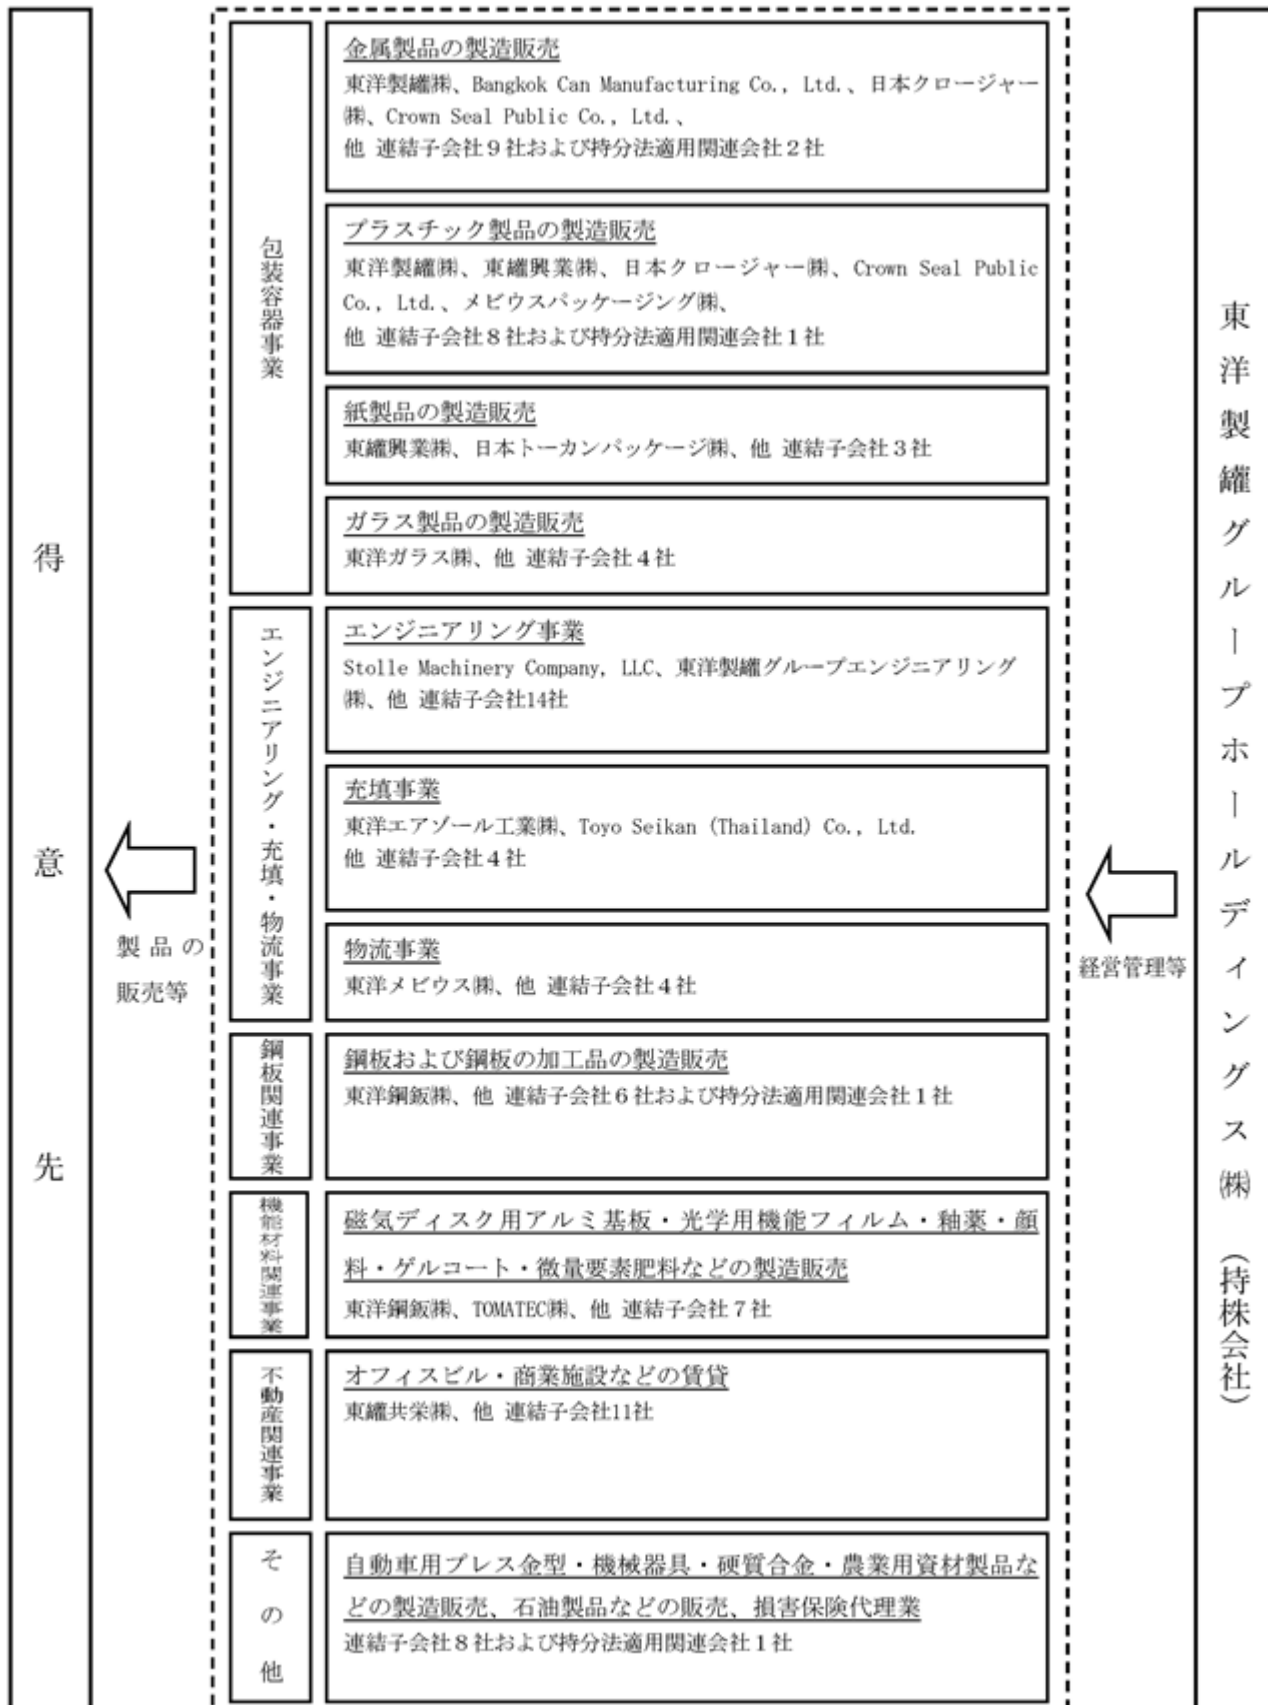 得意先
製品の
販売等
包装容器事業
金属製品の製造販売
東洋製罐㈱、Bangkok Can Manufacturing Co., Ltd.、日本クロージャー
㈱、Crown Seal Public Co., Ltd.、
他 連結子会社９社および持分法適用関連会社２社
プラスチック製品の製造販売
東洋製罐㈱、東罐興業㈱、日本クロージャー㈱、Crown Seal Public
Co., Ltd.、メビウスパッケージング㈱、
他 連結子会社８社および持分法適用関連会社１社
紙製品の製造販売
東罐興業㈱、日本トーカンパッケージ㈱、他 連結子会社３社
ガラス製品の製造販売
東洋ガラス㈱、他 連結子会社４社
エンジニアリング・充填・物流事業
エンジニアリング事業
Stolle Machinery Company, LLC、東洋製罐グループエンジニアリング
㈱、他 連結子会社14社
充填事業
東洋エアゾール工業㈱、Toyo Seikan (Thailand) Co., Ltd.
他 連結子会社４社
物流事業
東洋メビウス㈱、他 連結子会社４社
鋼板関連事業
鋼板および鋼板の加工品の製造販売
東洋鋼鈑㈱、他 連結子会社６社および持分法適用関連会社１社
機能材料関連事業
磁気ディスク用アルミ基板・光学用機能フィルム・釉薬・顔
料・ゲルコート・微量要素肥料などの製造販売
東洋鋼鈑㈱、TOMATEC㈱、他 連結子会社７社
不動産関連事業
オフィスビル・商業施設などの賃貸
東罐共栄㈱、他 連結子会社11社
その他
自動車用プレス金型・機械器具・硬質合金・農業用資材製品な
どの製造販売、石油製品などの販売、損害保険代理業
連結子会社８社および持分法適用関連会社１社
経営管理等
東洋製罐グループホールディングス㈱（持株会社）